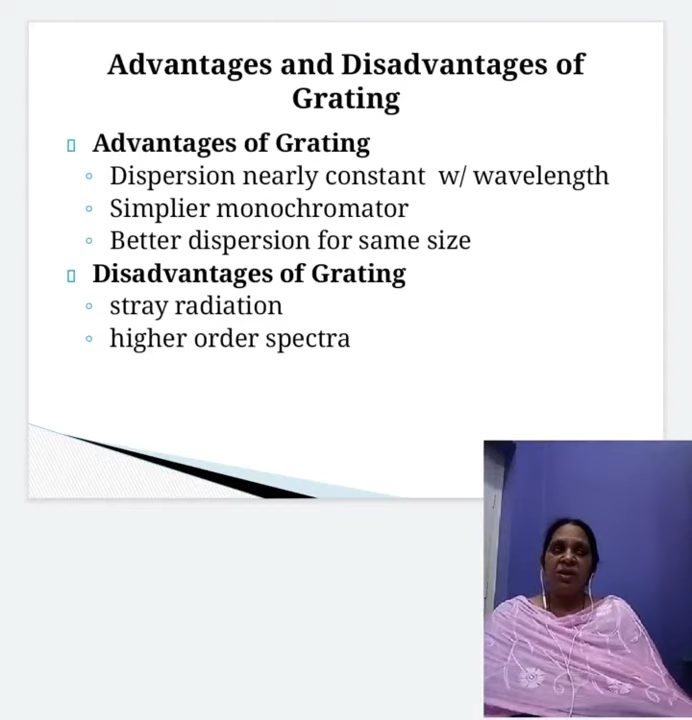 Advantages and Disadvantages of
Grating
Advantages of Grating
Dispersion nearly constant w/ wavelength
Simplier monochromator
Better dispersion for same size
Disadvantages of Grating
stray radiation
higher order spectra